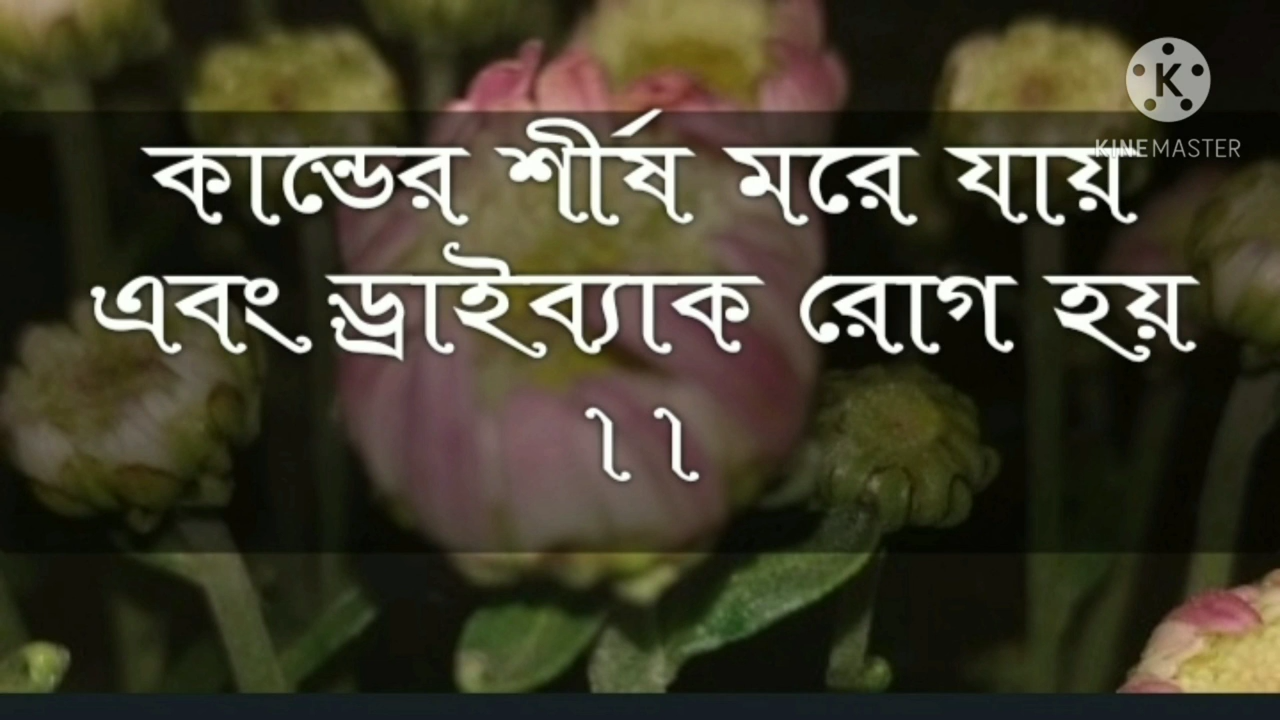 কান্ডের শীর্ষ মরে যায়
এবং ড্রাইব্যাক রোগ হয়
।।
KINEMASTER